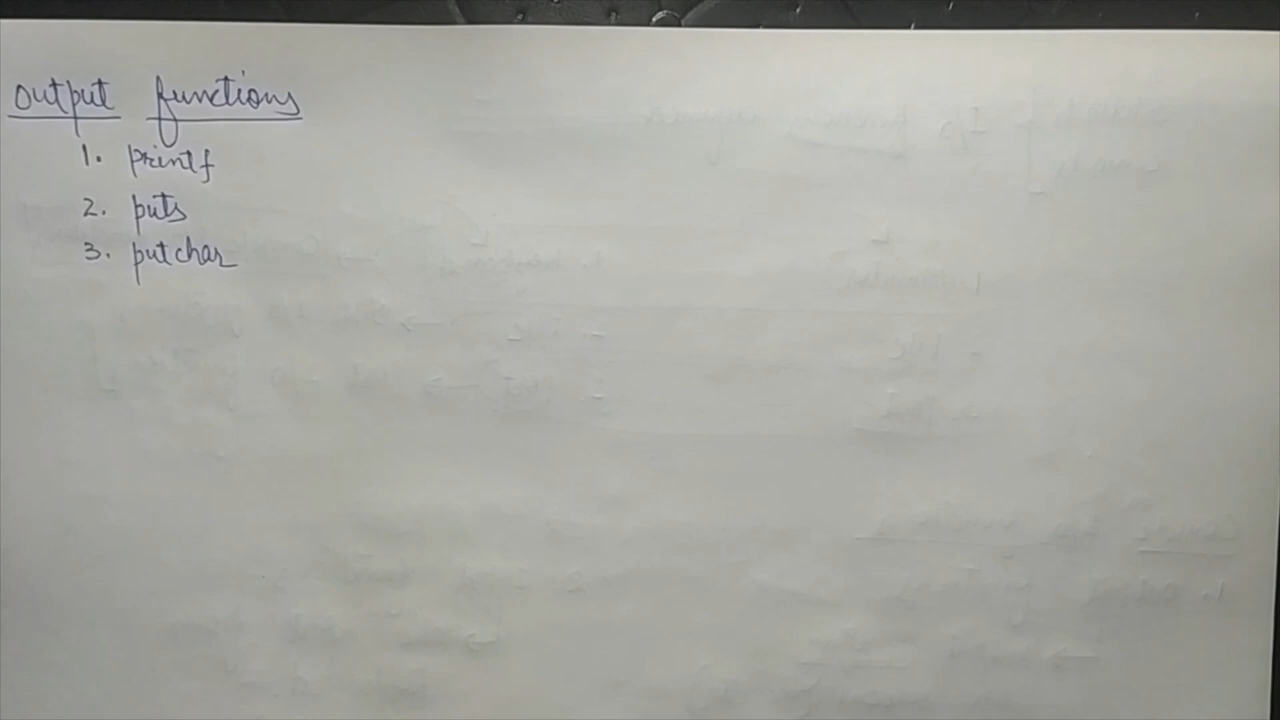 output functions
1. printf
2. puts
3. putchar